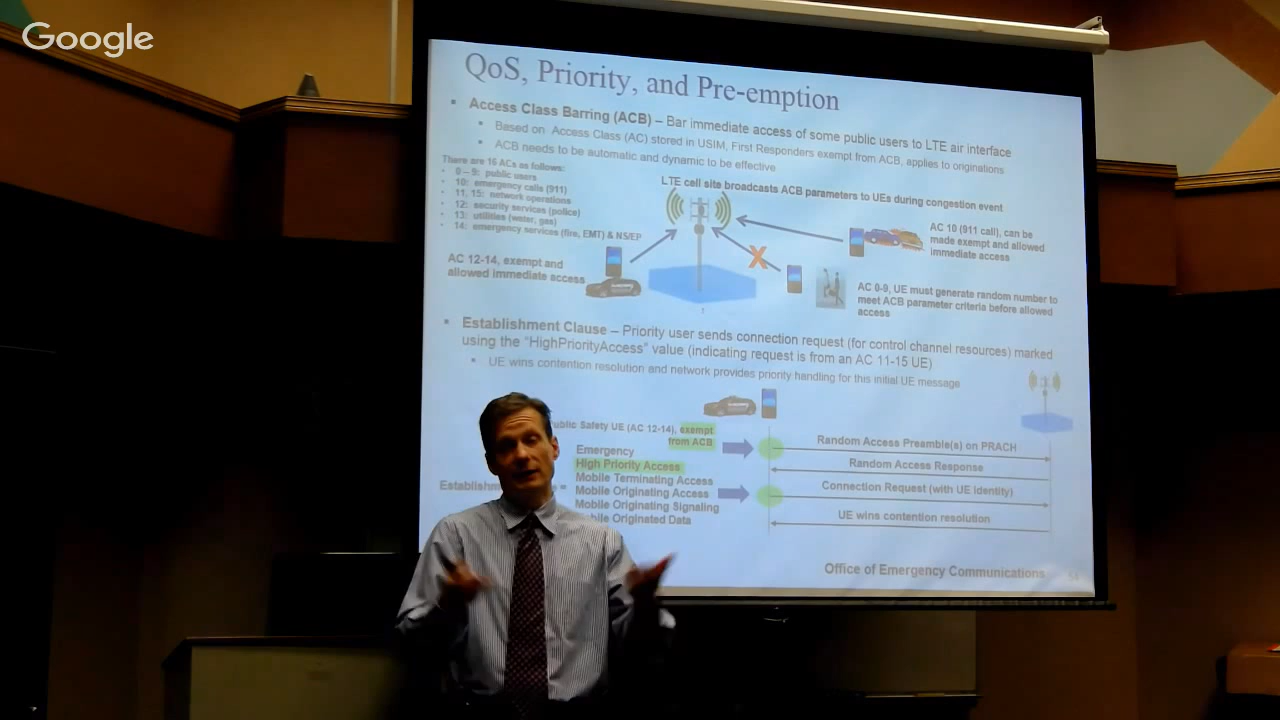 Google
QoS, Priority, and Pre-emption
▪ Access Class Barring (ACB) – Bar immediate access of some public users to LTE air interface
• Based on Access Class (AC) stored in USIM, First Responders exempt from ACB, applies to originations
• ACB needs to be automatic and dynamic to be effective
There are 16 ACs as follows:
• 0 – 9: public users
• 10: emergency calls (911)
• 11, 15: network operations
• 12: security services (police)
• 13: utilities (water, gas)
• 14: emergency services (fire, EMT) & NS/EP
LTE cell site broadcasts ACB parameters to UEs during congestion event
AC 10 (911 call), can be
made exempt and allowed
immediate access
AC 12-14, exempt and
allowed immediate access
X
AC 0-9, UE must generate random number to
meet ACB parameter criteria before allowed
access
▪ Establishment Clause – Priority user sends connection request (for control channel resources) marked
using the “HighPriorityAccess” value (indicating request is from an AC 11-15 UE)
▪ UE wins contention resolution and network provides priority handling for this initial UE message
Safety UE (AC 12-14), exempt
from ACB
Emergency
High Priority Access
Mobile Terminating Access
= Mobile Originating Access
Mobile Originating Signaling
Originated Data
Random Access Preamble(s) on PRACH
Random Access Response
Connection Request (with UE identity)
UE wins contention resolution
Office of Emergency Communications